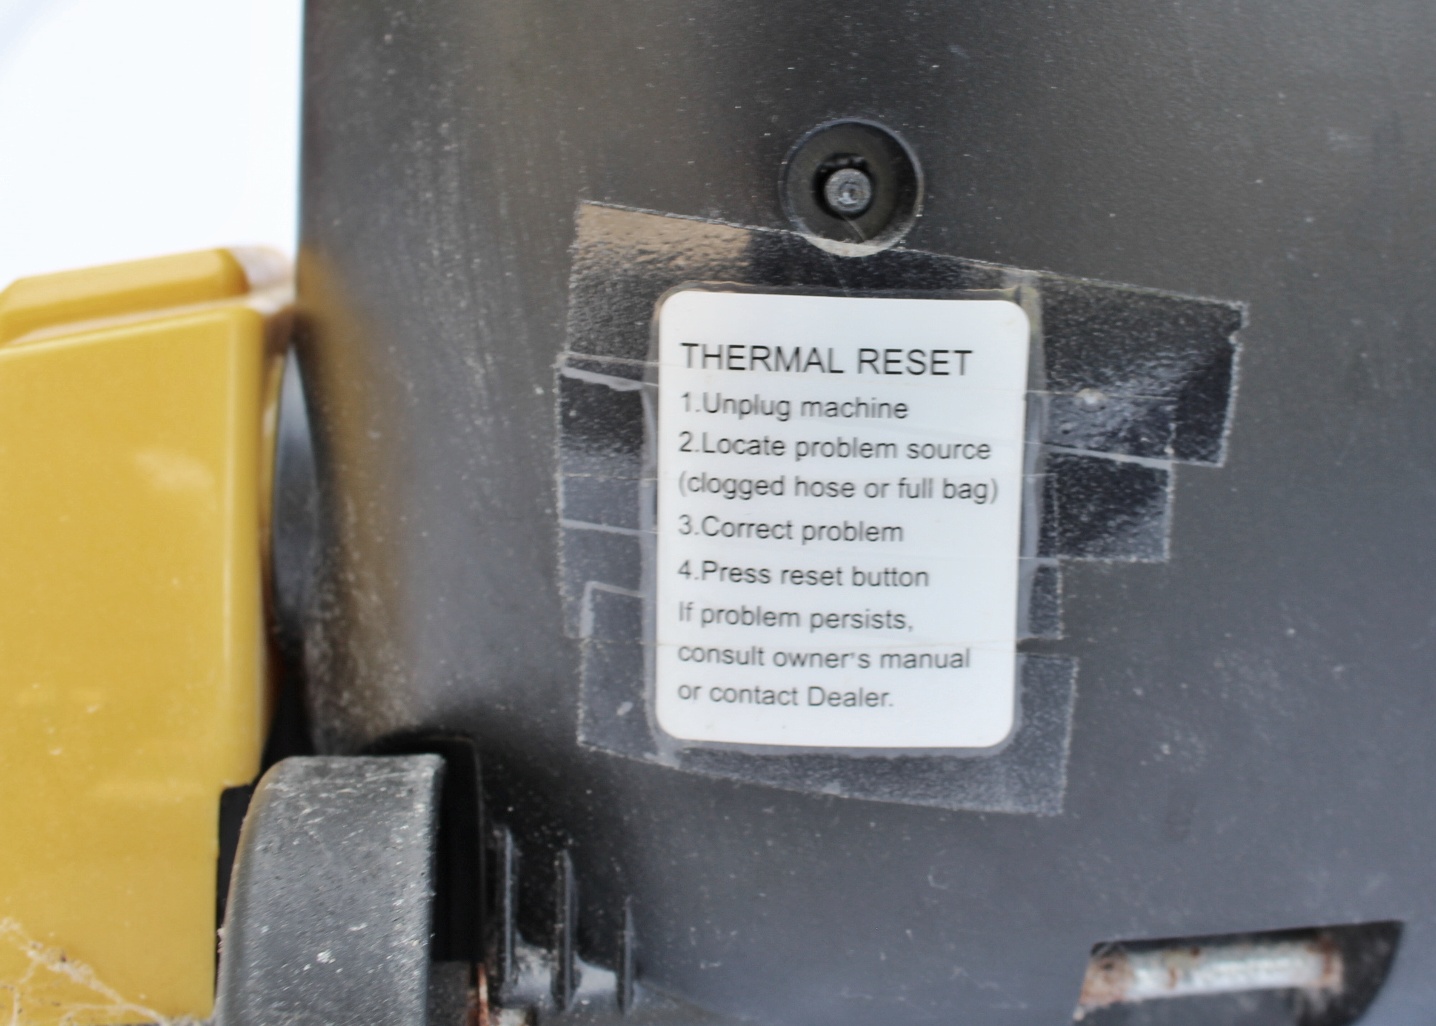 THERMAL RESET
1.Unplug machine
2.Locate problem source
(clogged hose or full bag)
3.Correct problem
4.Press reset button
If problem persists,
consult owner's manual
or contact Dealer.